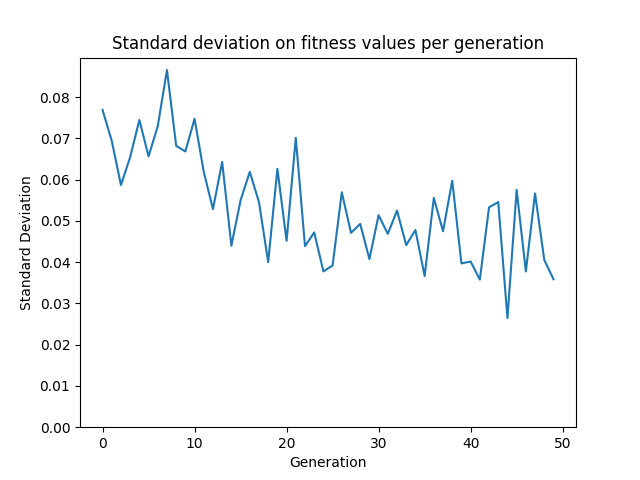 Standard deviation on fitness values per generation
0.08
0.07
0.06
0.05
0.04
0.03
0.02
0.01
0.00
Standard Deviation
0 10 20 30 40 50
Generation